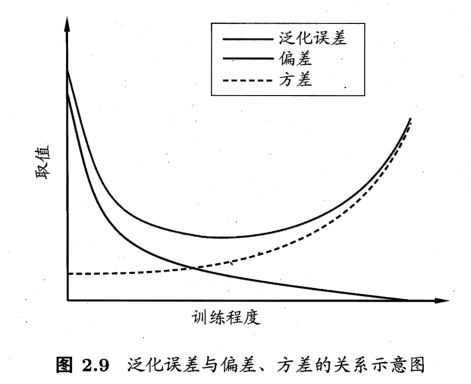 泛化误差
偏差
方差
取值
训练程度
图 2.9 泛化误差与偏差、方差的关系示意图